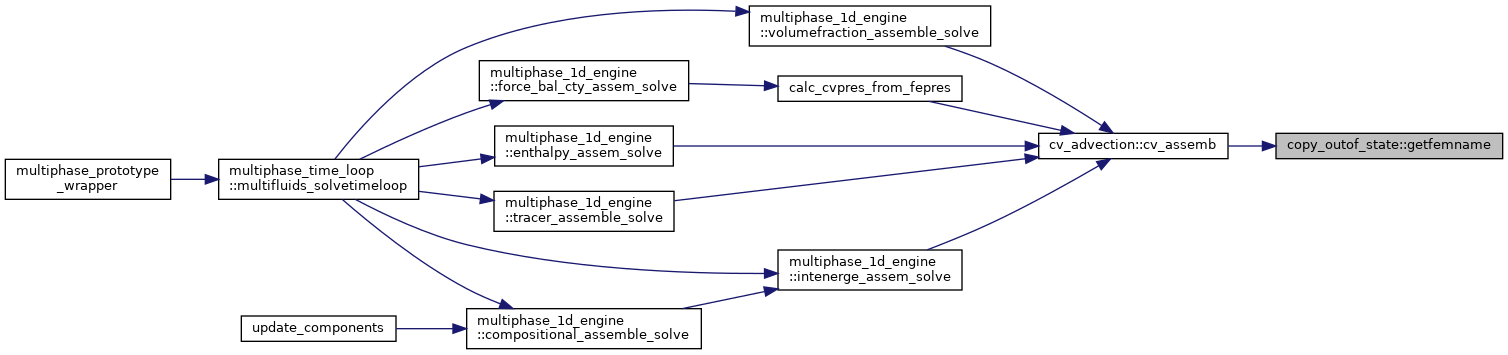 multiphase_prototype
_wrapper
multiphase_time_loop
::multifluids_solvetimeloop
update_components
multiphase_1d_engine
::force_bal_cty_assem_solve
multiphase_1d_engine
::enthalpy_assem_solve
multiphase_1d_engine
::tracer_assemble_solve
multiphase_1d_engine
::compositional_assemble_solve
multiphase_1d_engine
::volumefraction_assemble_solve
calc_cvpres_from_fepres
multiphase_1d_engine
::intenerge_assem_solve
cv_advection::cv_assemb
copy_outof_state::getfemname